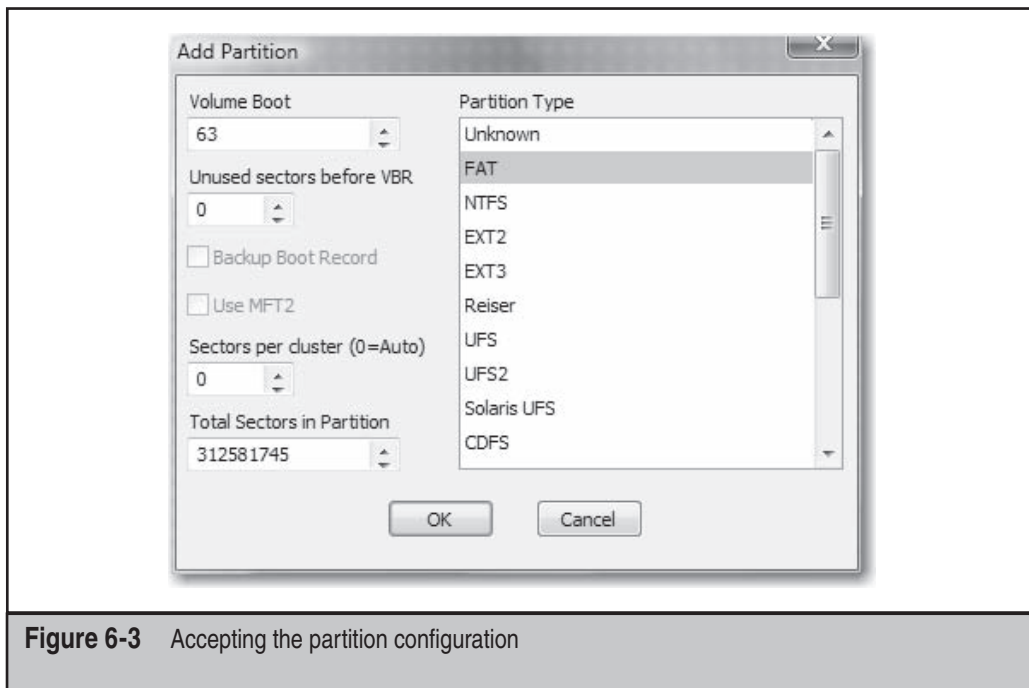 Add Partition
Volume Boot
63
Unused sectors before VBR
0
Backup Boot Record
Use MFT2
Sectors per cluster (0=Auto)
0
Total Sectors in Partition
312581745
Partition Type
Unknown
FAT
NTFS
EXT2
EXT3
Reiser
UFS
UFS2
Solaris UFS
CDFS
OK
Cancel
Figure 6-3 Accepting the partition configuration